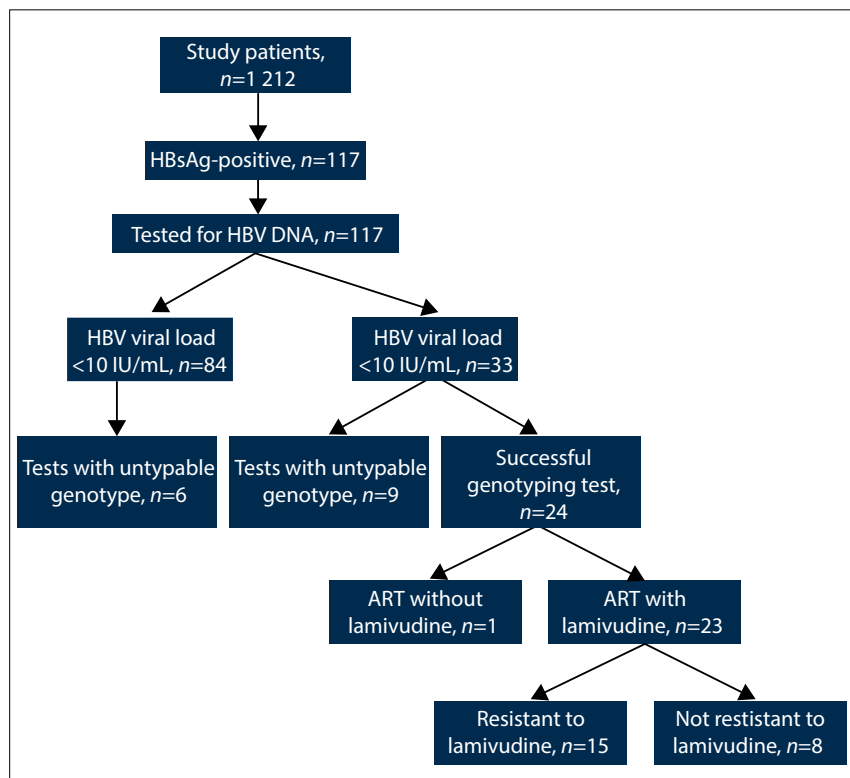 Study patients,
n=1 212
HBsAg-positive, n=117
Tested for HBV DNA, n=117
HBV viral load
<10 IU/mL, n=84
HBV viral load
<10 IU/mL, n=33
Tests with untypable
genotype, n=6
Tests with untypable
genotype, n=9
Successful
genotyping test,
n=24
ART without
lamivudine, n=1
ART with
lamivudine, n=23
Resistant to
lamivudine, n=15
Not restistant to
lamivudine, n=8